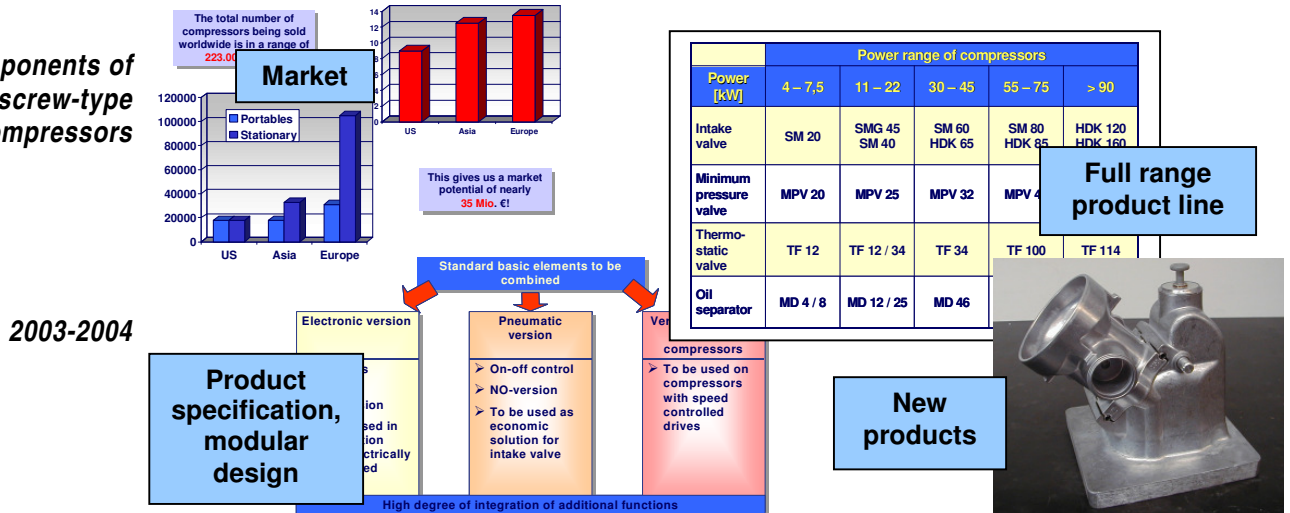 ponents of
screw-type
ompressors
2003-2004
The total number of
compressors being sold
worldwide is in a range of
223.00
Market
120000
100000
80000
60000
40000
20000
0
Portables
Stationary
US Asia Europe
14
12
10
8
6
4
2
0
US Asia Europe
This gives us a market
potential of nearly
35 Mio. €!
Standard basic elements to be
combined
Electronic version
Pneumatic
version
compressors
On-off control
NO-version
To be used as
economic
solution for
intake valve
To be used on
compressors
with speed
controlled
drives
Product
specification,
modular
design
High degree of integration of additional functions
Power range of compressors
Power
[kW]
4 – 7,5 11 – 22 30 – 45 55 – 75 > 90
Intake
valve
SM 20
SMG 45
SM 40
SM 60
HDK 65
SM 80
HDK 85
HDK 120
HDK 160
Minimum
pressure
valve
MPV 20 MPV 25 MPV 32 MPV 4
Thermo-
static
valve
TF 12 TF 12 / 34 TF 34 TF 100 TF 114
Oil
separator
MD 4 / 8 MD 12 / 25 MD 46
Full range
product line
New
products